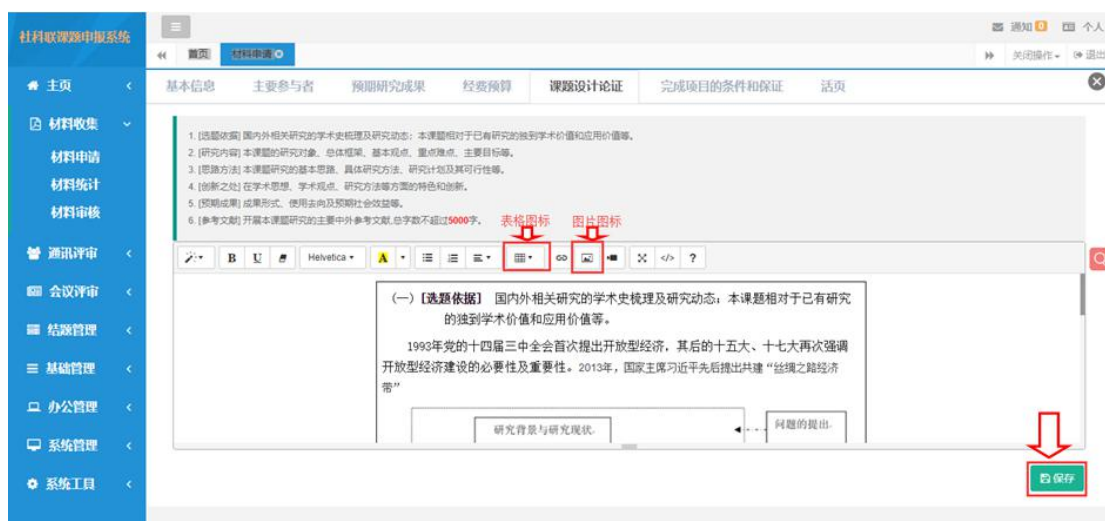 社科联课题申报系统
通知 0 个人
首页 材料申请
关闭操作 退出
主页
材料收集
材料申请
材料统计
材料审核
通讯评审
会议评审
结题管理
基础管理
办公管理
系统管理
系统工具
基本信息 主要参与者 预期研究成果 经费预算 课题设计论证 完成项目的条件和保证 活页
1. [选题依据] 国内外相关研究的学术史梳理及研究动态；本课题相对于已有研究的独到学术价值和应用价值等。
2. [研究内容] 本课题的研究对象、总体框架、基本观点、重点难点、主要目标等。
3. [思路方法] 本课题研究的基本思路、具体研究方法、研究计划及其可行性等。
4. [创新之处] 在学术思想、学术观点、研究方法等方面的特色和创新。
5. [预期成果] 成果形式、使用去向及预期社会效益等。
6. [参考文献] 开展本课题研究的主要中外参考文献,总字数不超过5000字。
表格图标 图片图标
B U Helvetica A </> ?
（一）【选题依据】 国内外相关研究的学术史梳理及研究动态；本课题相对于已有研究
的独到学术价值和应用价值等。
1993年党的十四届三中全会首次提出开放型经济，其后的十五大、十七大再次强调
开放型经济建设的必要性及重要性。2013年，国家主席习近平先后提出共建“丝绸之路经济
带”
研究背景与研究现状 问题的提出
保存